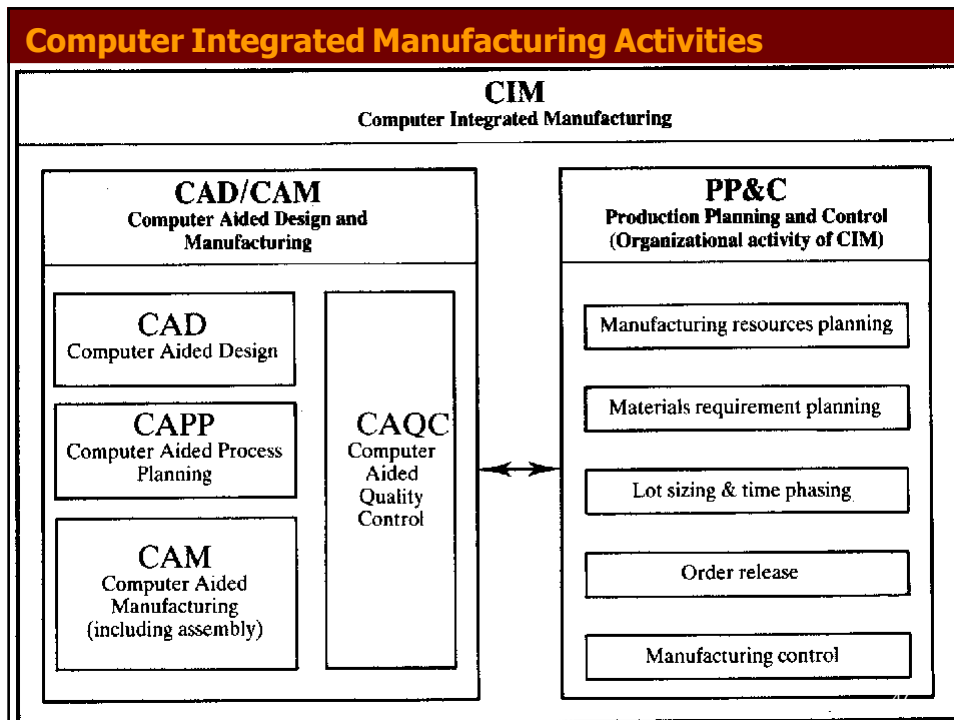 Computer Integrated Manufacturing Activities
CIM
Computer Integrated Manufacturing
CAD/CAM
Computer Aided Design and
Manufacturing
CAD
Computer Aided Design
CAPP
Computer Aided Process
Planning
CAM
Computer Aided
Manufacturing
(including assembly)
CAQC
Computer
Aided
Quality
Control
PP&C
Production Planning and Control
(Organizational activity of CIM)
Manufacturing resources planning
Materials requirement planning
Lot sizing & time phasing
Order release
Manufacturing control